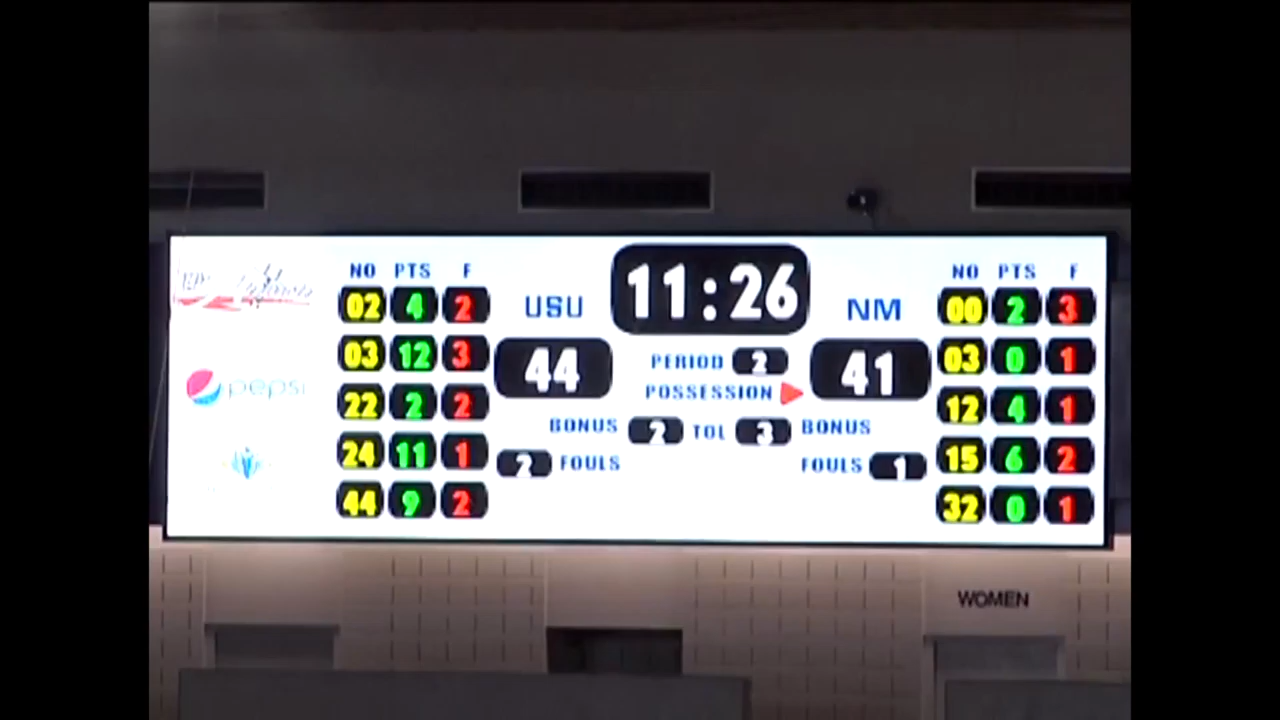 NO PTS F
02 4 2
03 12 3
22 2 2
24 11 1
44 9 2
USU
44
11:26
PERIOD 2
POSSESSION
BONUS 2 TOL 3 BONUS
2 FOULS
FOULS 1
NM
41
NO PTS F
00 2 3
03 0 1
12 4 1
15 6 2
32 0 1
pepsi
WOMEN